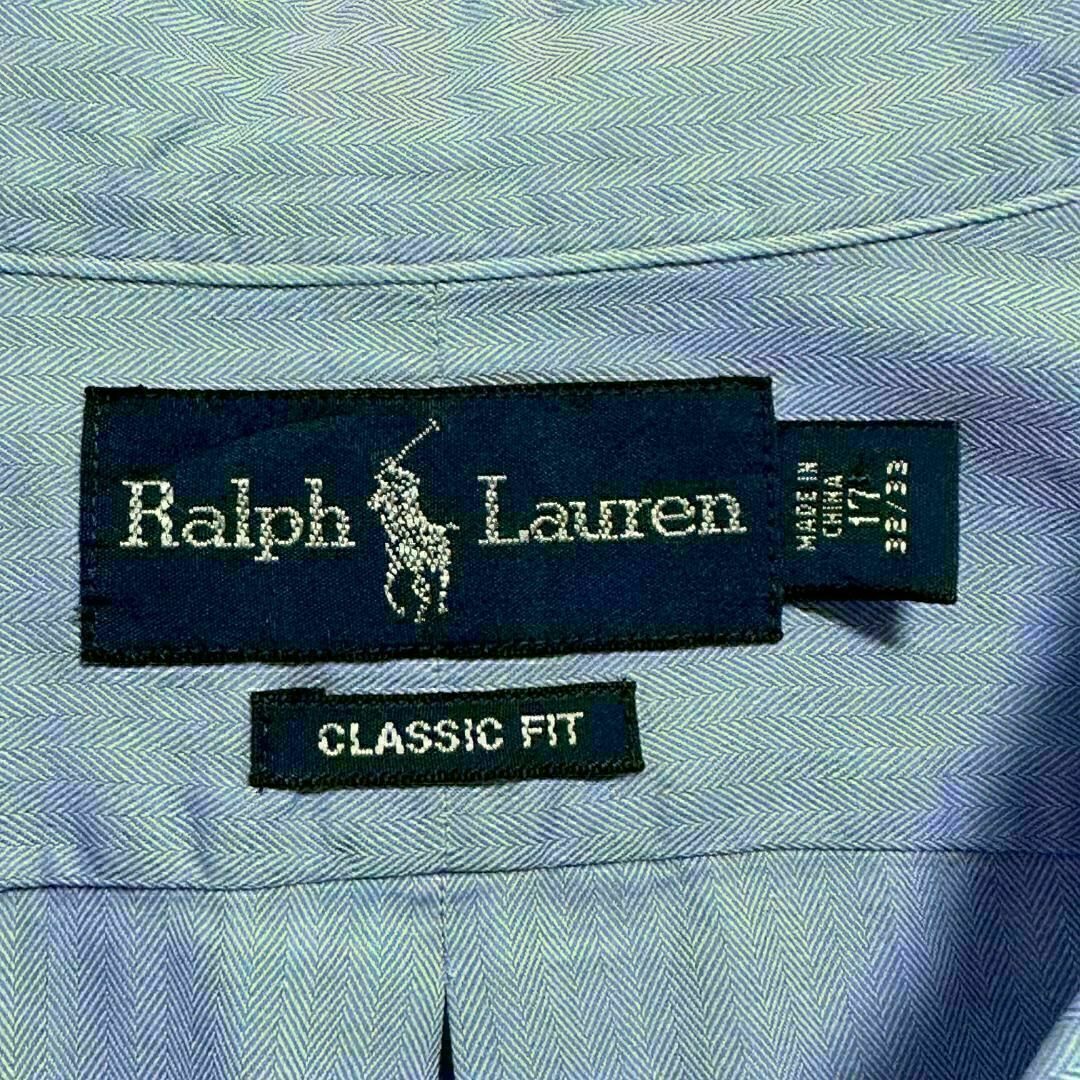 Ralph Lauren
MADE IN
CHINA
17
32/33
CLASSIC FIT